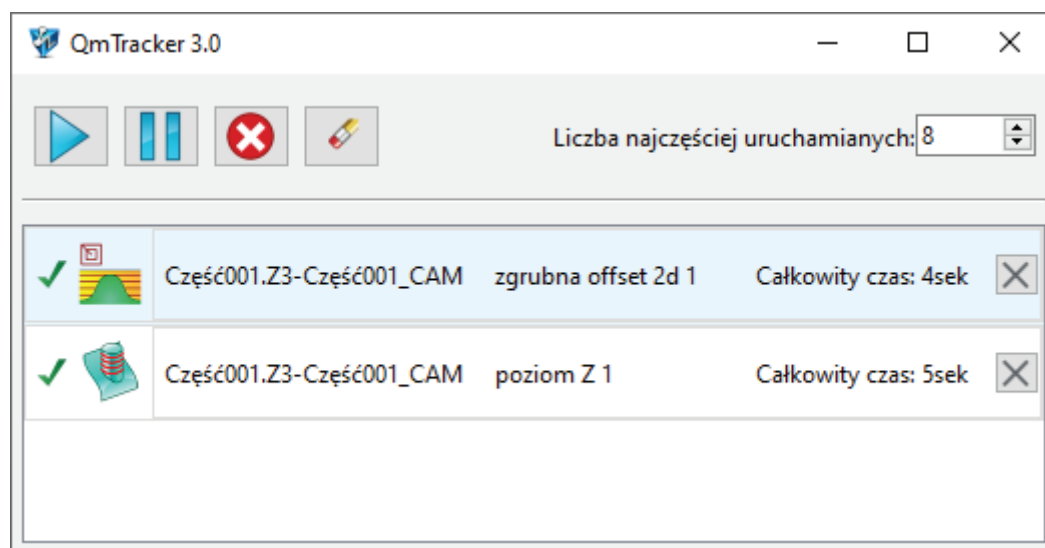 QmTracker 3.0
Liczba najczęściej uruchamianych: 8
Część001.Z3-Część001_CAM zgrubna offset 2d 1 Całkowity czas: 4sek
Część001.Z3-Część001_CAM poziom Z 1 Całkowity czas: 5sek